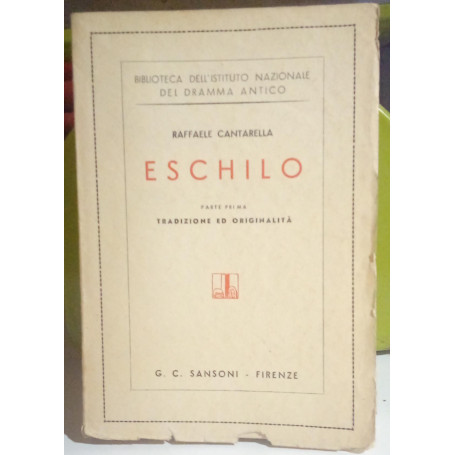 BIBLIOTECA DELL'ISTITUTO NAZIONALE
DEL DRAMMA ANTICO
RAFFAELE CANTARELLA
ESCHILO
PARTE PRIMA
TRADIZIONE ED ORIGINALITÀ
G. C. SANSONI - FIRENZE